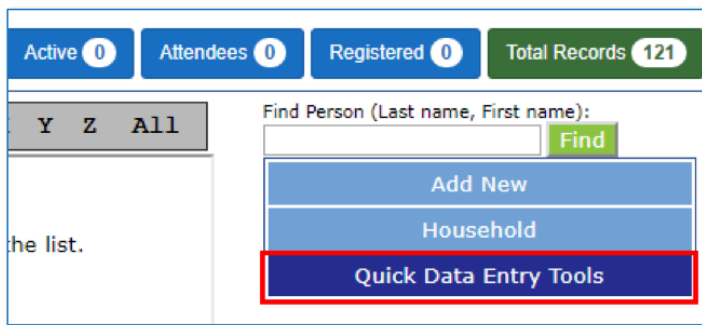 Active 0 Attendees 0 Registered 0 Total Records 121
Y Z All
Find Person (Last name, First name):
Find
Add New
Household
Quick Data Entry Tools
the list.